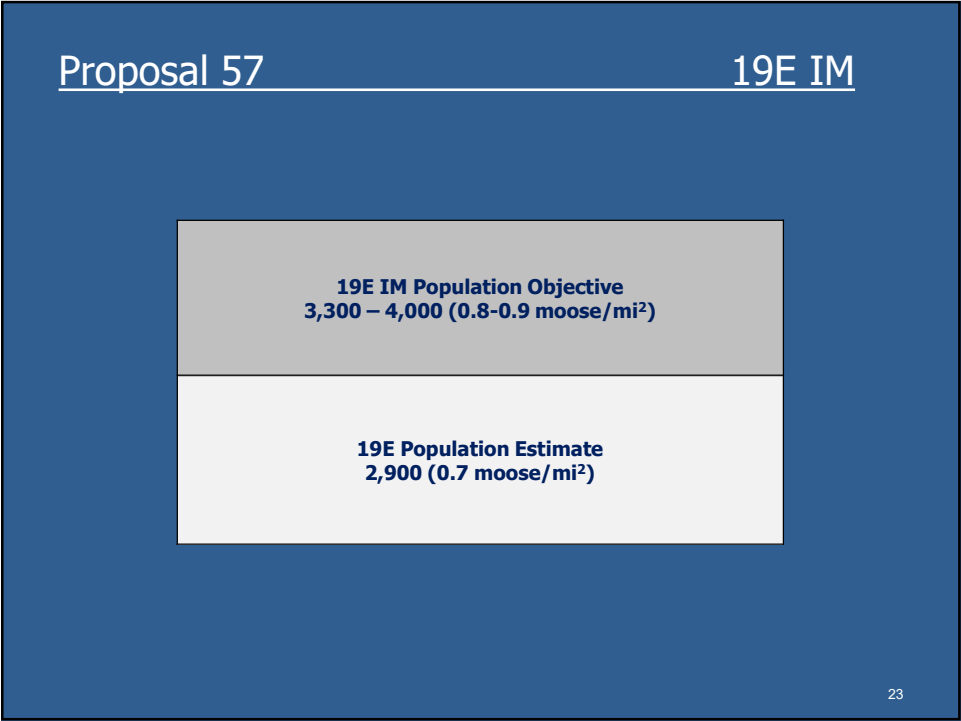 Proposal 57 19E IM
19E IM Population Objective
3,300 – 4,000 (0.8-0.9 moose/mi²)
19E Population Estimate
2,900 (0.7 moose/mi²)
23